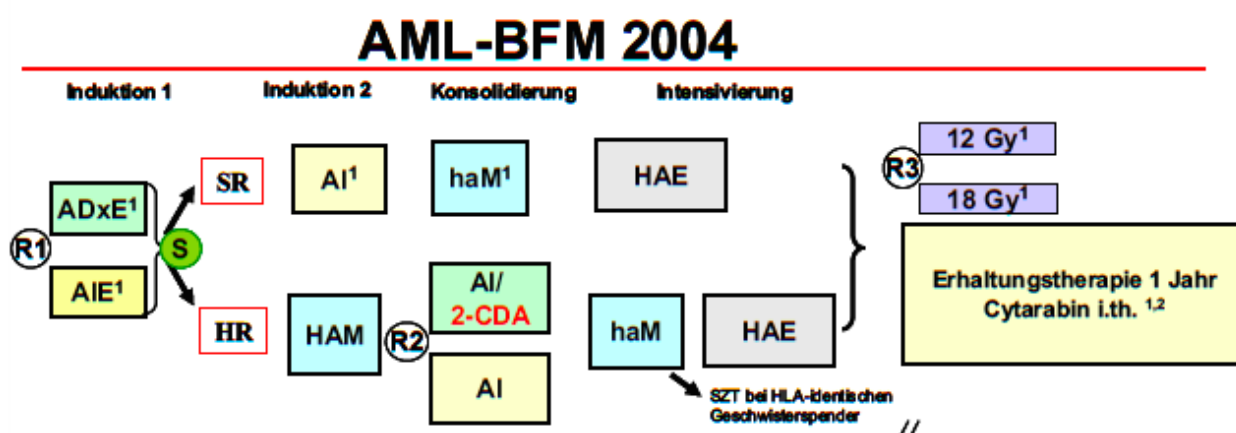 AML-BFM 2004
Induktion 1
Induktion 2
Konsolidierung
Intensivierung
R1
ADxE¹
AIE¹
S
SR
HR
AI¹
haM¹
HAE
HAM
R2
AI/
2-CDA
AI
haM
HAE
SZT bei HLA-identischen
Geschwisterspender
R3
12 Gy¹
18 Gy¹
Erhaltungstherapie 1 Jahr
Cytarabin i.th. ¹,²
//